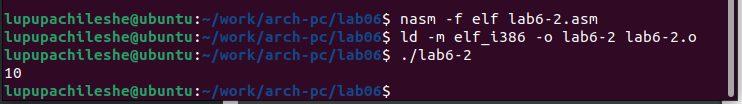 lupupachileshe@ubuntu:~/work/arch-pc/lab06$ nasm -f elf lab6-2.asm
lupupachileshe@ubuntu:~/work/arch-pc/lab06$ ld -m elf_i386 -o lab6-2 lab6-2.o
lupupachileshe@ubuntu:~/work/arch-pc/lab06$ ./lab6-2
10
lupupachileshe@ubuntu:~/work/arch-pc/lab06$